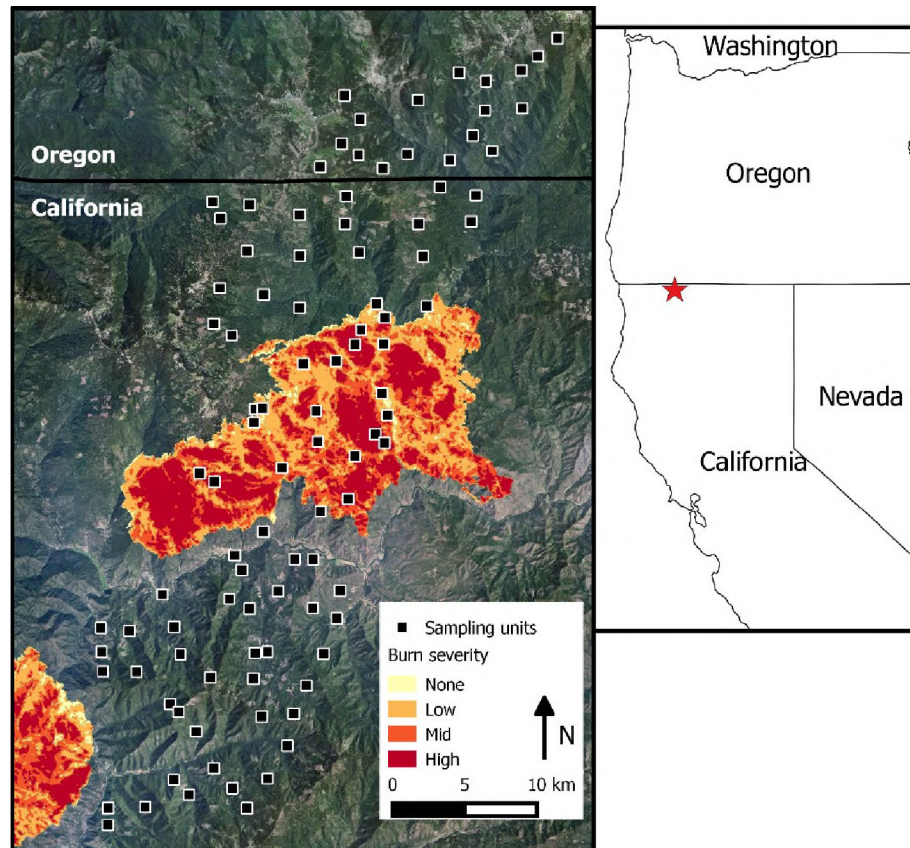 Oregon
California
Sampling units
Burn severity
None
Low
Mid
High
N
0 5 10 km
Washington
Oregon
California
Nevada